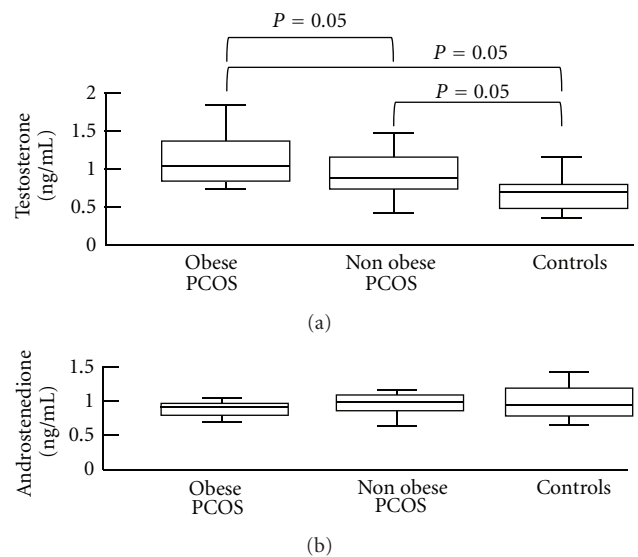 P = 0.05
P = 0.05
P = 0.05
Testosterone
(ng/mL)
2
1.5
1
0.5
0
Obese
PCOS
Non obese
PCOS
Controls
(a)
Androstenedione
(ng/mL)
1.5
1
0.5
0
Obese
PCOS
Non obese
PCOS
Controls
(b)